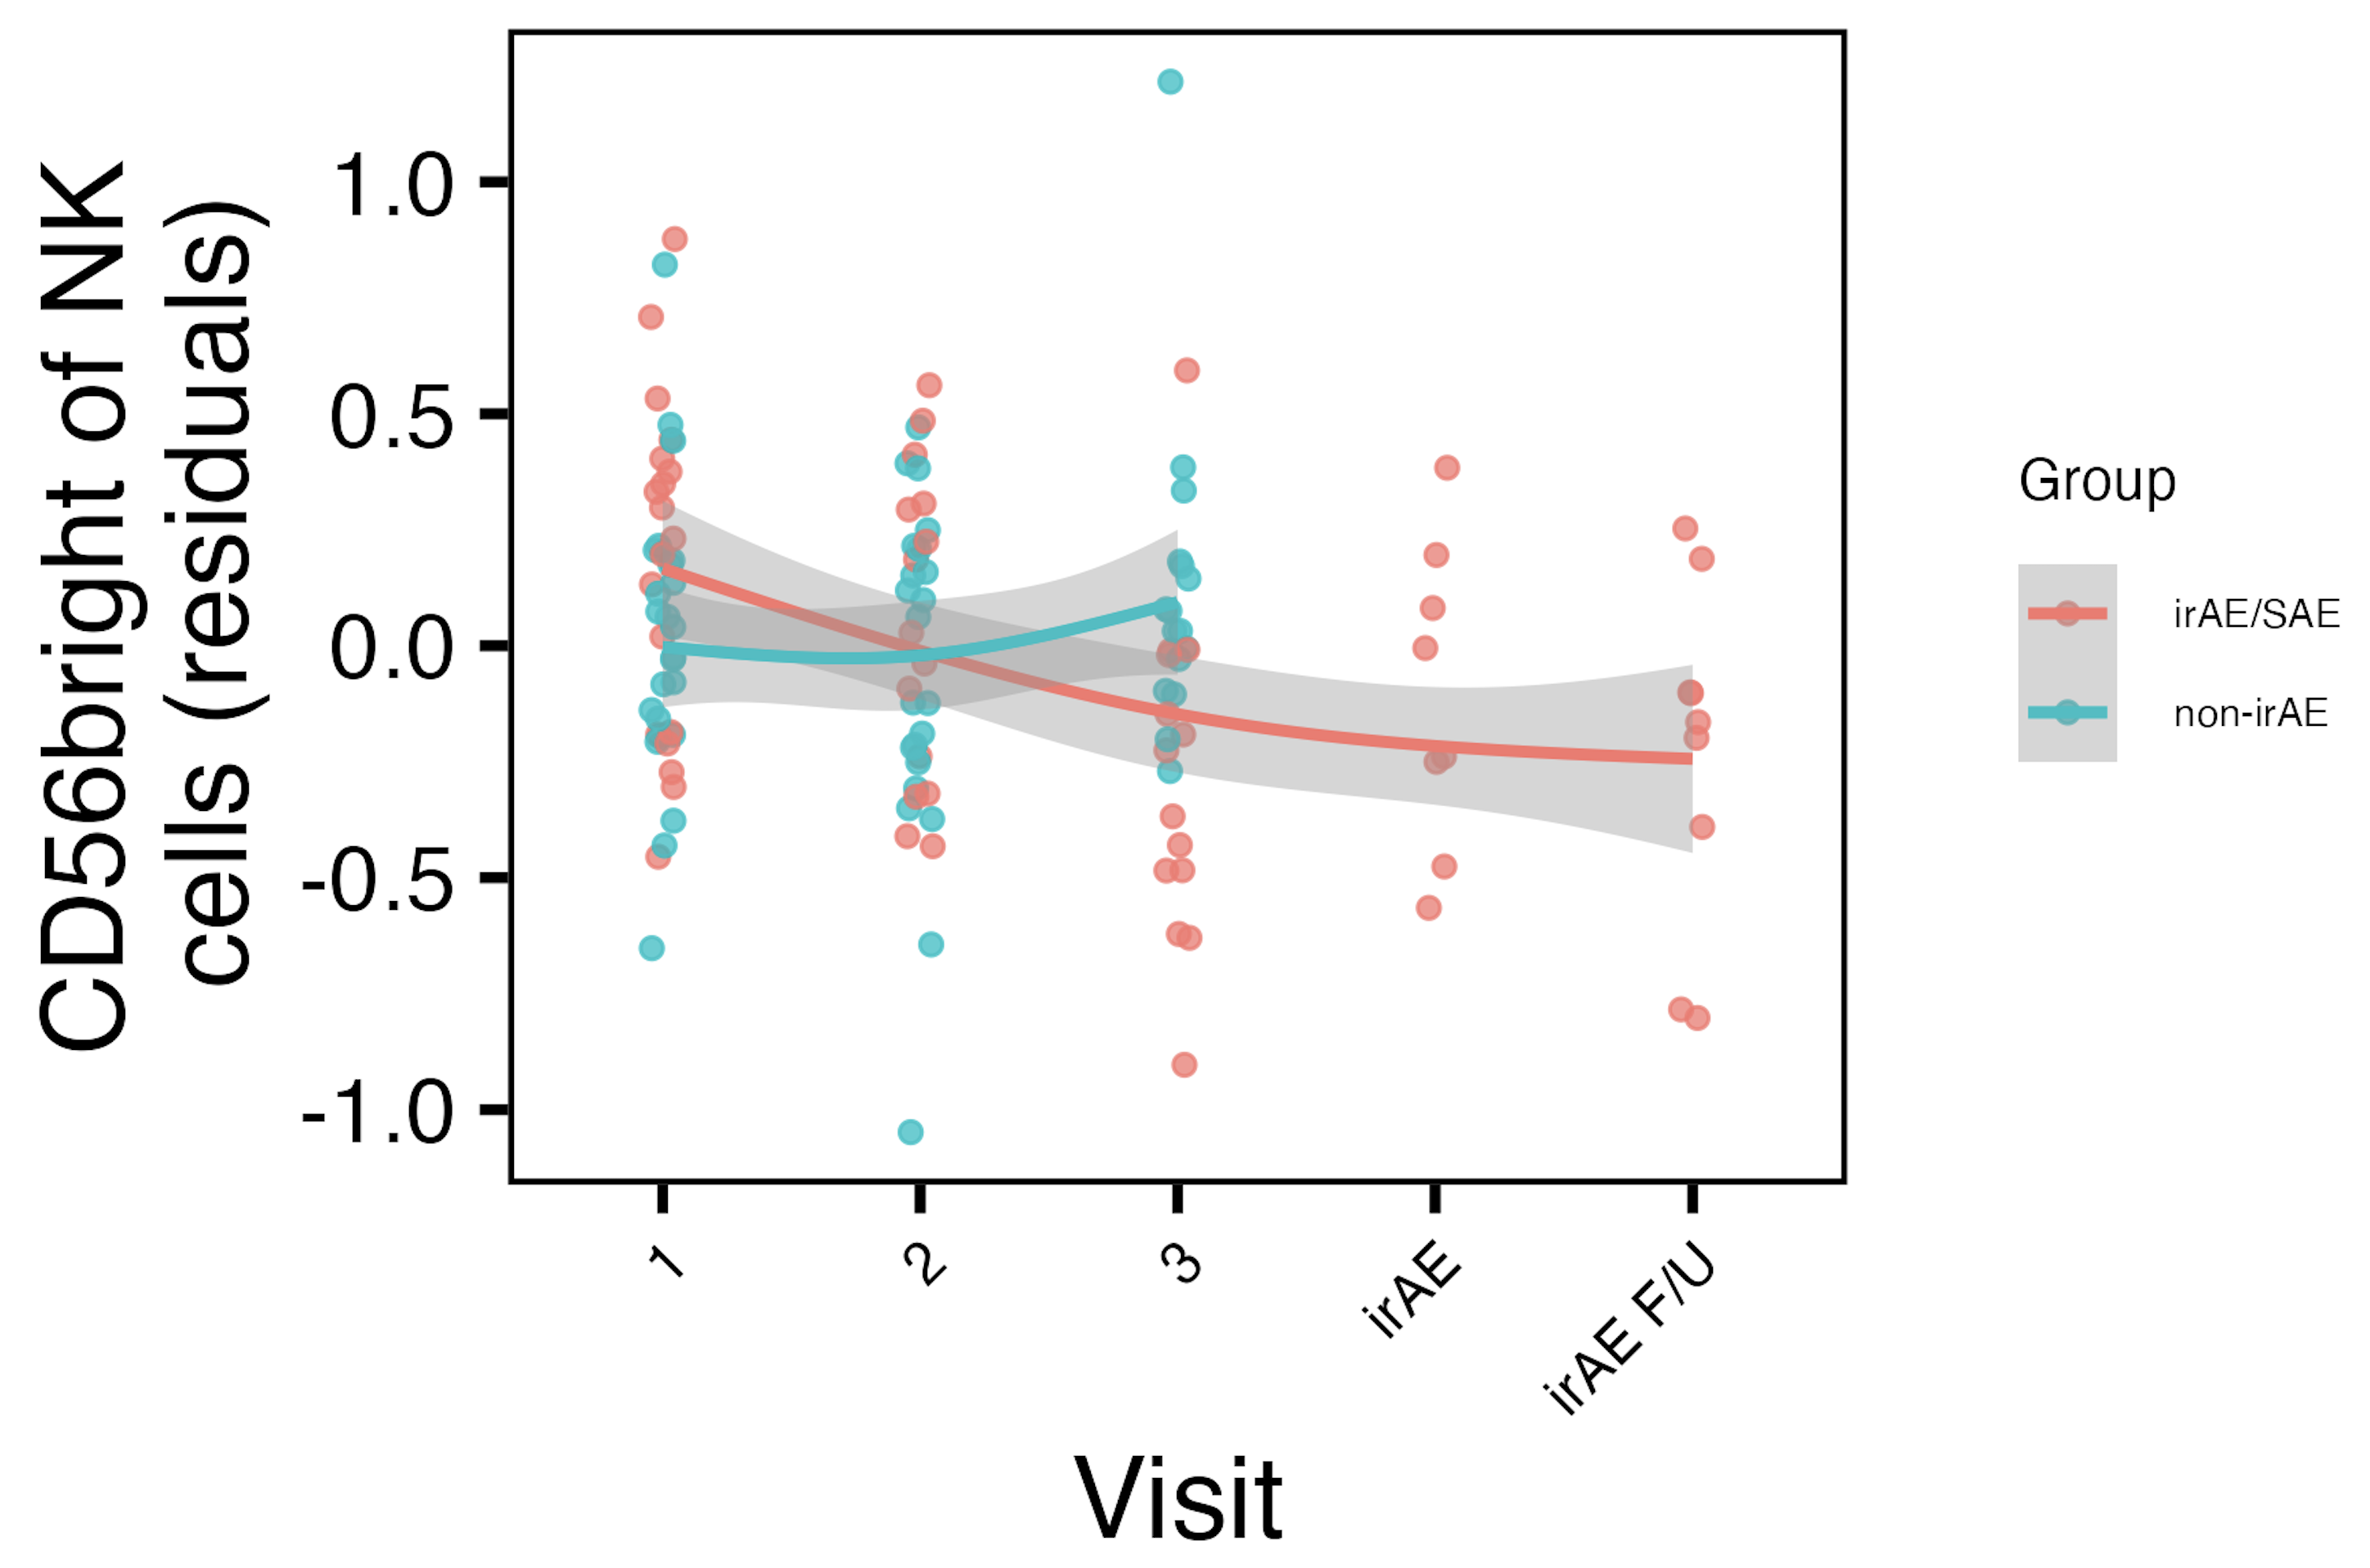 CD56bright of NK
cells (residuals)
1.0
0.5
0.0
-0.5
-1.0
1
2
3
irAE
irAE F/U
Visit
Group
irAE/SAE
non-irAE